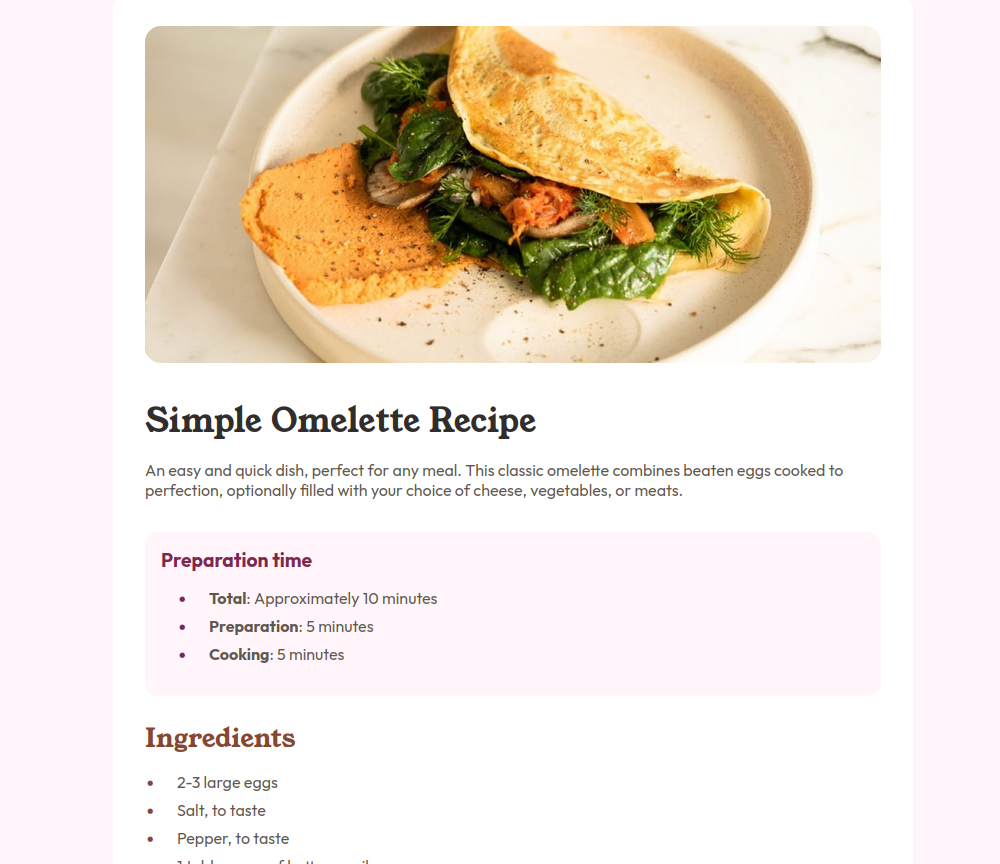 Simple Omelette Recipe
An easy and quick dish, perfect for any meal. This classic omelette combines beaten eggs cooked to
perfection, optionally filled with your choice of cheese, vegetables, or meats.
Preparation time
• Total: Approximately 10 minutes
• Preparation: 5 minutes
• Cooking: 5 minutes
Ingredients
• 2-3 large eggs
• Salt, to taste
• Pepper, to taste